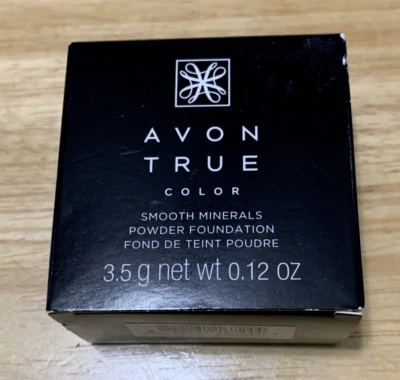 AVON
TRUE
COLOR
SMOOTH MINERALS
POWDER FOUNDATION
FOND DE TEINT POUDRE
3.5 g net wt 0.12 OZ